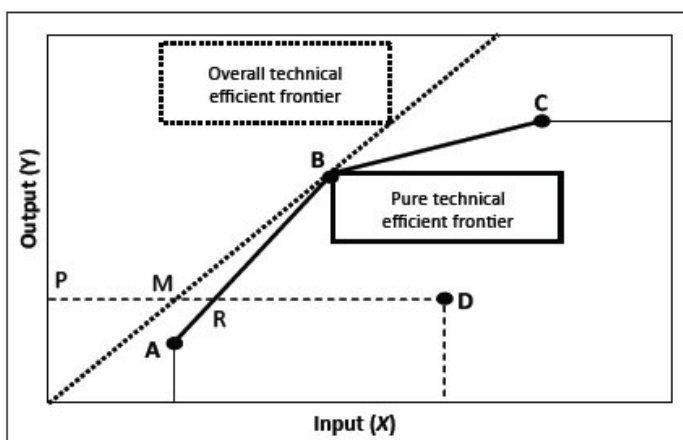 Overall technical
efficient frontier
C
B
Pure technical
efficient frontier
Output (Y)
P
M
D
R
A
Input (X)